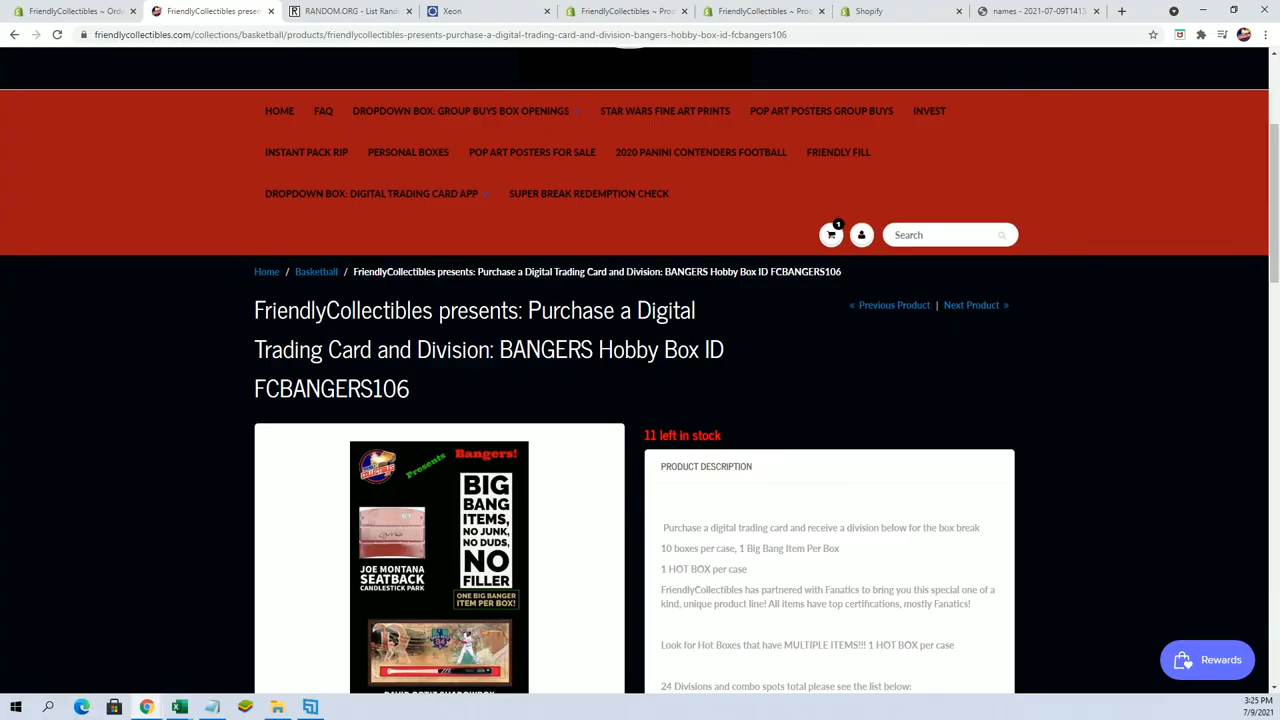 FriendlyCollectibles ~ Orde
FriendlyCollectibles presents
RANDOM.ORG - List Rando
Xeon
FriendlyCollectibles ~ Produ
FriendlyCollectibles ~ Produ
Shopify
names - 2021-07-09T1413
friendlycollectibles.com/collections/basketball/products/friendlycollectibles-presents-purchase-a-digital-trading-card-and-division-bangers-hobby-box-id-fcbangers106
HOME FAQ DROPDOWN BOX: GROUP BUYS BOX OPENINGS STAR WARS FINE ART PRINTS POP ART POSTERS GROUP BUYS INVEST
INSTANT PACK RIP PERSONAL BOXES POP ART POSTERS FOR SALE 2020 PANINI CONTENDERS FOOTBALL FRIENDLY FILL
DROPDOWN BOX: DIGITAL TRADING CARD APP SUPER BREAK REDEMPTION CHECK
1
Search
Home / Basketball / FriendlyCollectibles presents: Purchase a Digital Trading Card and Division: BANGERS Hobby Box ID FCBANGERS106
FriendlyCollectibles presents: Purchase a Digital
Trading Card and Division: BANGERS Hobby Box ID
FCBANGERS106
« Previous Product | Next Product »
Presents
Bangers!
BIG
BANG
ITEMS,
NO JUNK,
NO DUDS,
NO
FILLER
ONE BIG BANGER
ITEM PER BOX!
JOE MONTANA
SEATBACK
CANDLESTICK PARK
11 left in stock
PRODUCT DESCRIPTION
Purchase a digital trading card and receive a division below for the box break
10 boxes per case, 1 Big Bang Item Per Box
1 HOT BOX per case
FriendlyCollectibles has partnered with Fanatics to bring you this special one of a
kind, unique product line! All items have top certifications, mostly Fanatics!
Look for Hot Boxes that have MULTIPLE ITEMS!!! 1 HOT BOX per case
24 Divisions and combo spots total please see the list below:
Rewards
3:25 PM
7/9/2021